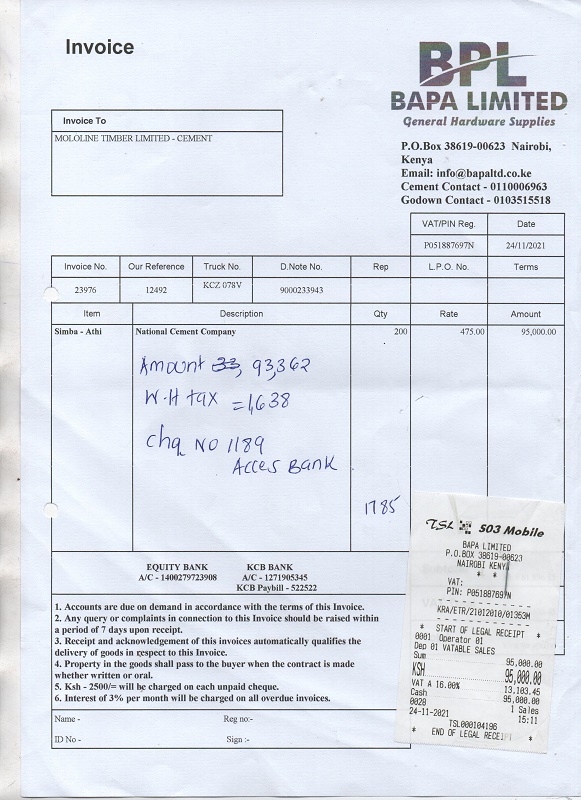 Invoice
BPL
BAPA LIMITED
General Hardware Supplies
Invoice To
MOLOLINE TIMBER LIMITED - CEMENT
P.O.Box 38619-00623 Nairobi,
Kenya
Email: info@bapaltd.co.ke
Cement Contact - 0110006963
Godown Contact - 0103515518
VAT/PIN Reg. Date
P051887697N 24/11/2021
Invoice No. Our Reference Truck No. D.Note No. Rep L.P.O. No. Terms
23976 12492 KCZ 078V 9000233943
Item Description Qty Rate Amount
Simba - Athi National Cement Company 200 475.00 95,000.00
Amount 33, 93,362
W.H tax = 1,638
Chq No 1189
Acces Bank
1785
EQUITY BANK KCB BANK
A/C - 1400279723908 A/C - 1271905345
KCB Paybill - 522522
1. Accounts are due on demand in accordance with the terms of this Invoice.
2. Any query or complaints in connection to this Invoice should be raised within
a period of 7 days upon receipt.
3. Receipt and acknowledgement of this invoices automatically qualifies the
delivery of goods in respect to this Invoice.
4. Property in the goods shall pass to the buyer when the contract is made
whether written or oral.
5. Ksh - 2500/= will be charged on each unpaid cheque.
6. Interest of 3% per month will be charged on all overdue invoices.
Name - Reg no:-
ID No - Sign :-
TSL 503 Mobile
BAPA LIMITED
P.O.BOX 38619-00623
NAIROBI KENYA
* * *
VAT:
PIN: P051887697N
KRA/ETR/21012010/01353M
* START OF LEGAL RECEIPT *
0001 Operator 01
Dep 01 VATABLE SALES
95,000.00
Sum
KSH 95,000.00
VAT A 16.00% 13,103.45
Cash 95,000.00
0028 1 Sales
24-11-2021 15:11
TSL000104196
* END OF LEGAL RECEIPT *